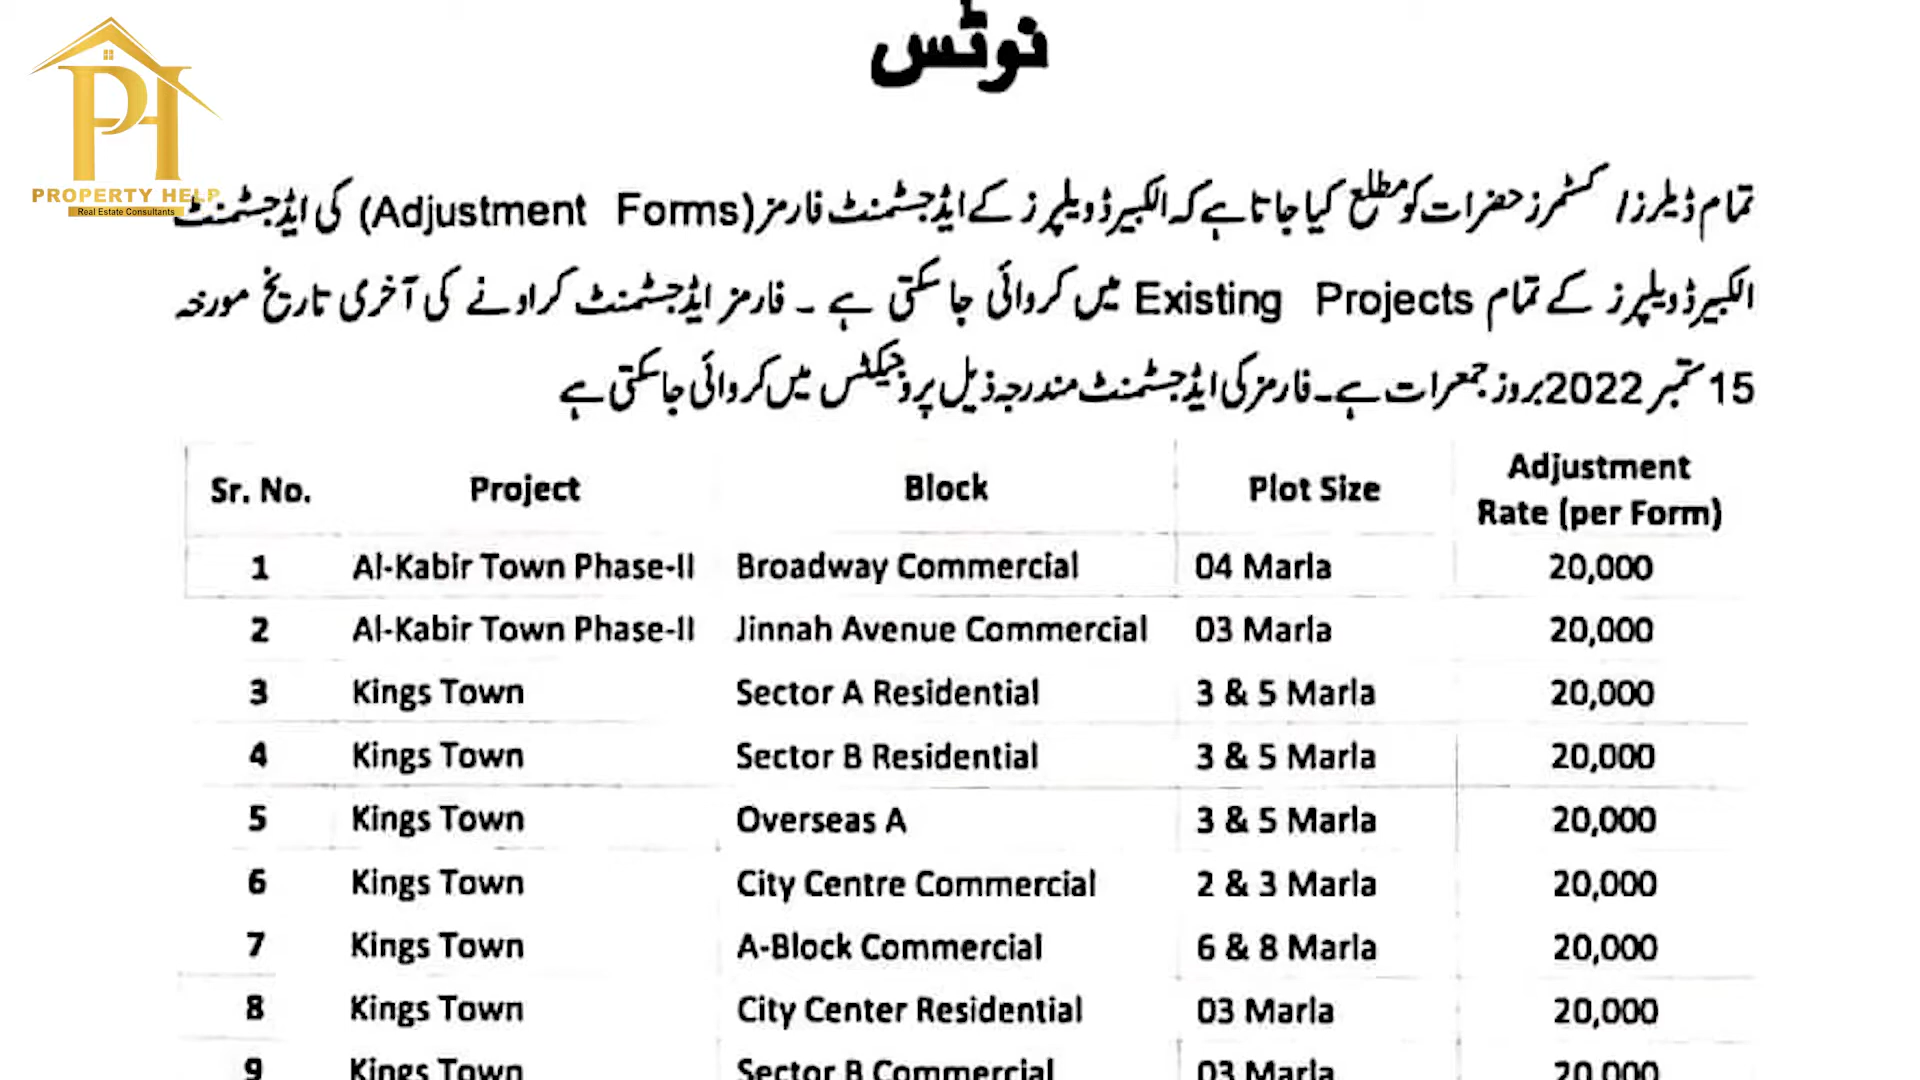 نوٹس
PH
PROPERTY HELP
Real Estate Consultants
تمام ڈیلرز/ کسٹمرز حضرات کو مطلع کیا جاتا ہے کہ الکبیر ڈویلپرز کے ایڈجسٹمنٹ فارمز (Adjustment Forms) کی ایڈجسٹمنٹ
الکبیر ڈویلپرز کے تمام Existing Projects میں کروائی جا سکتی ہے ۔ فارمز ایڈجسٹمنٹ کراونے کی آخری تاریخ مورخہ
15 ستمبر 2022 بروز جمعرات ہے۔ فارمز کی ایڈجسٹمنٹ مندرجہ ذیل پروجیکٹس میں کروائی جاسکتی ہے
Sr. No. Project Block Plot Size Adjustment Rate (per Form)
1 Al-Kabir Town Phase-II Broadway Commercial 04 Marla 20,000
2 Al-Kabir Town Phase-II Jinnah Avenue Commercial 03 Marla 20,000
3 Kings Town Sector A Residential 3 & 5 Marla 20,000
4 Kings Town Sector B Residential 3 & 5 Marla 20,000
5 Kings Town Overseas A 3 & 5 Marla 20,000
6 Kings Town City Centre Commercial 2 & 3 Marla 20,000
7 Kings Town A-Block Commercial 6 & 8 Marla 20,000
8 Kings Town City Center Residential 03 Marla 20,000
9 Kings Town Sector B Commercial 03 Marla 20,000